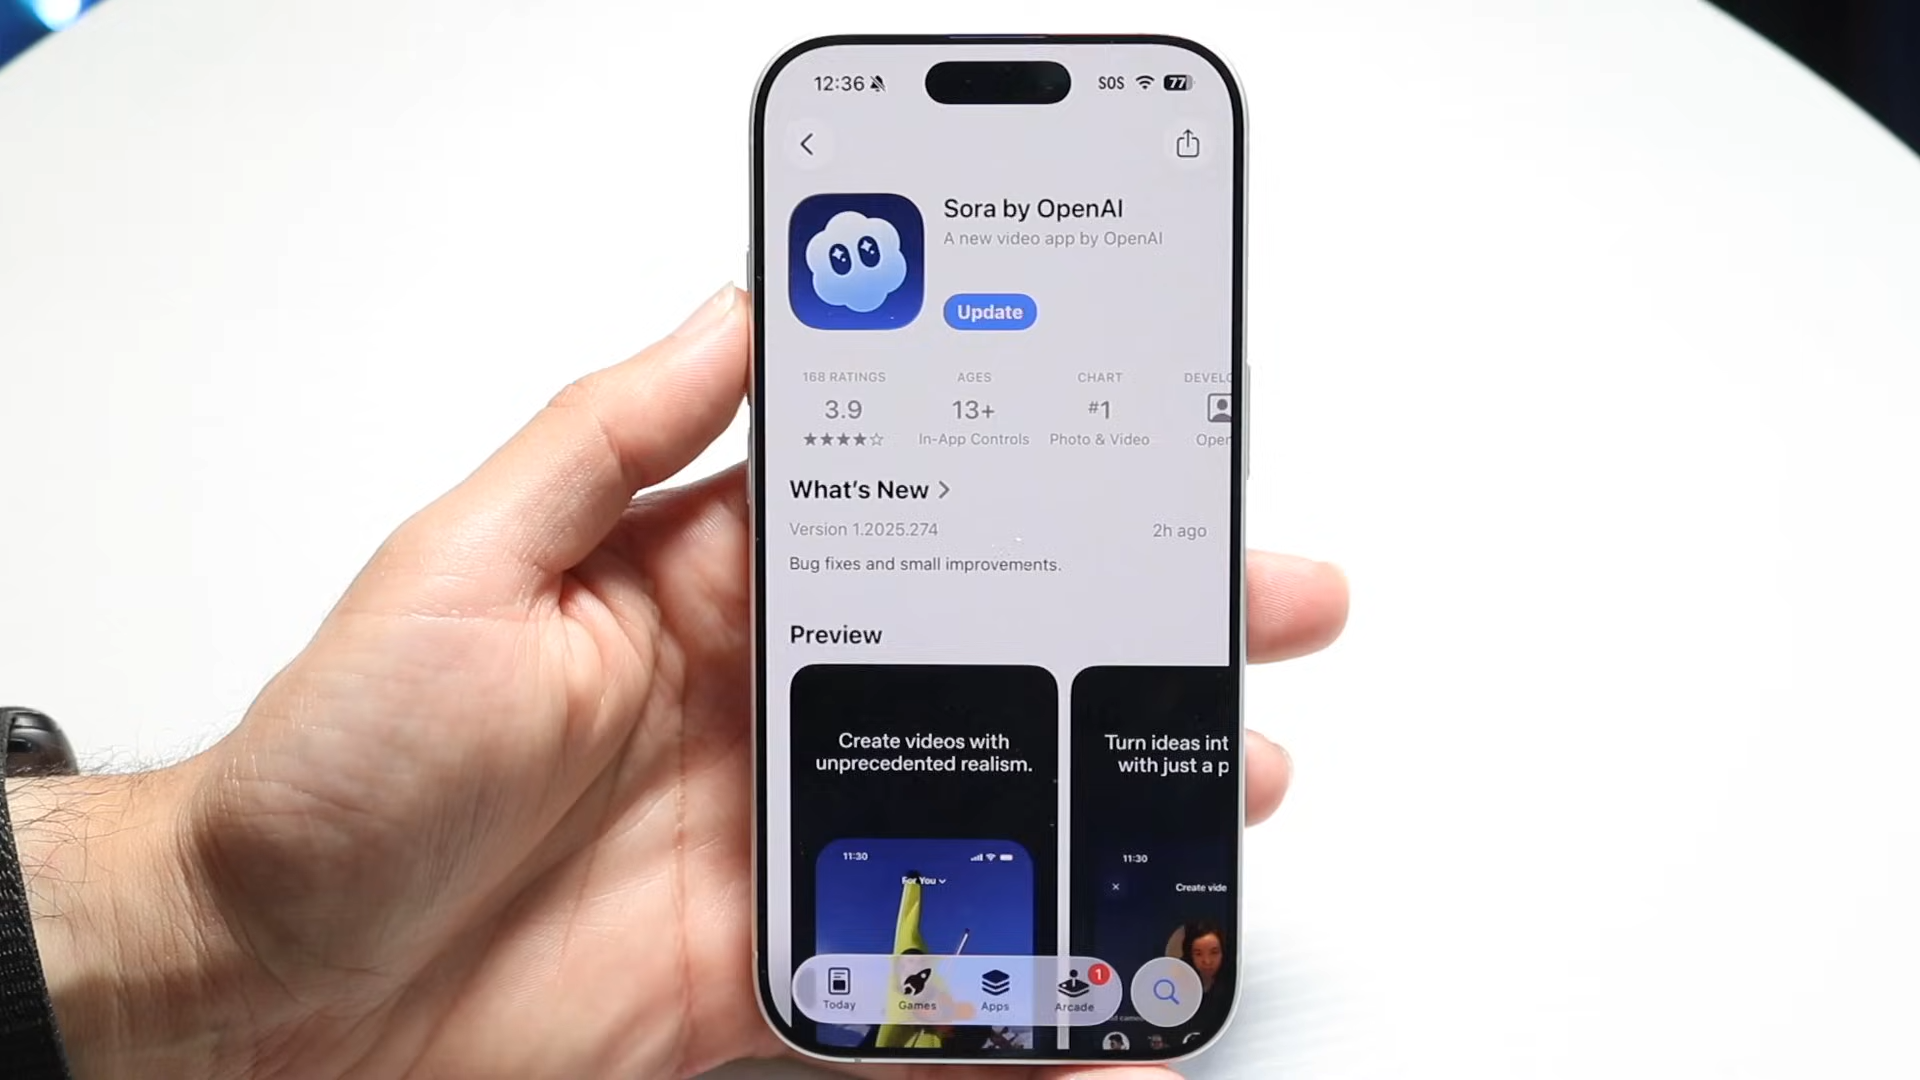 12:36
SOS
77
Sora by OpenAI
A new video app by OpenAI
Update
168 RATINGS
AGES
CHART
DEVELO
3.9
13+
#1
★★★★☆
In-App Controls
Photo & Video
Open
What's New >
Version 1.2025.274
2h ago
Bug fixes and small improvements.
Preview
Create videos with
unprecedented realism.
Turn ideas int
with just a p
11:30
For You
11:30
Create vide
Today
Games
Apps
Arcade
1